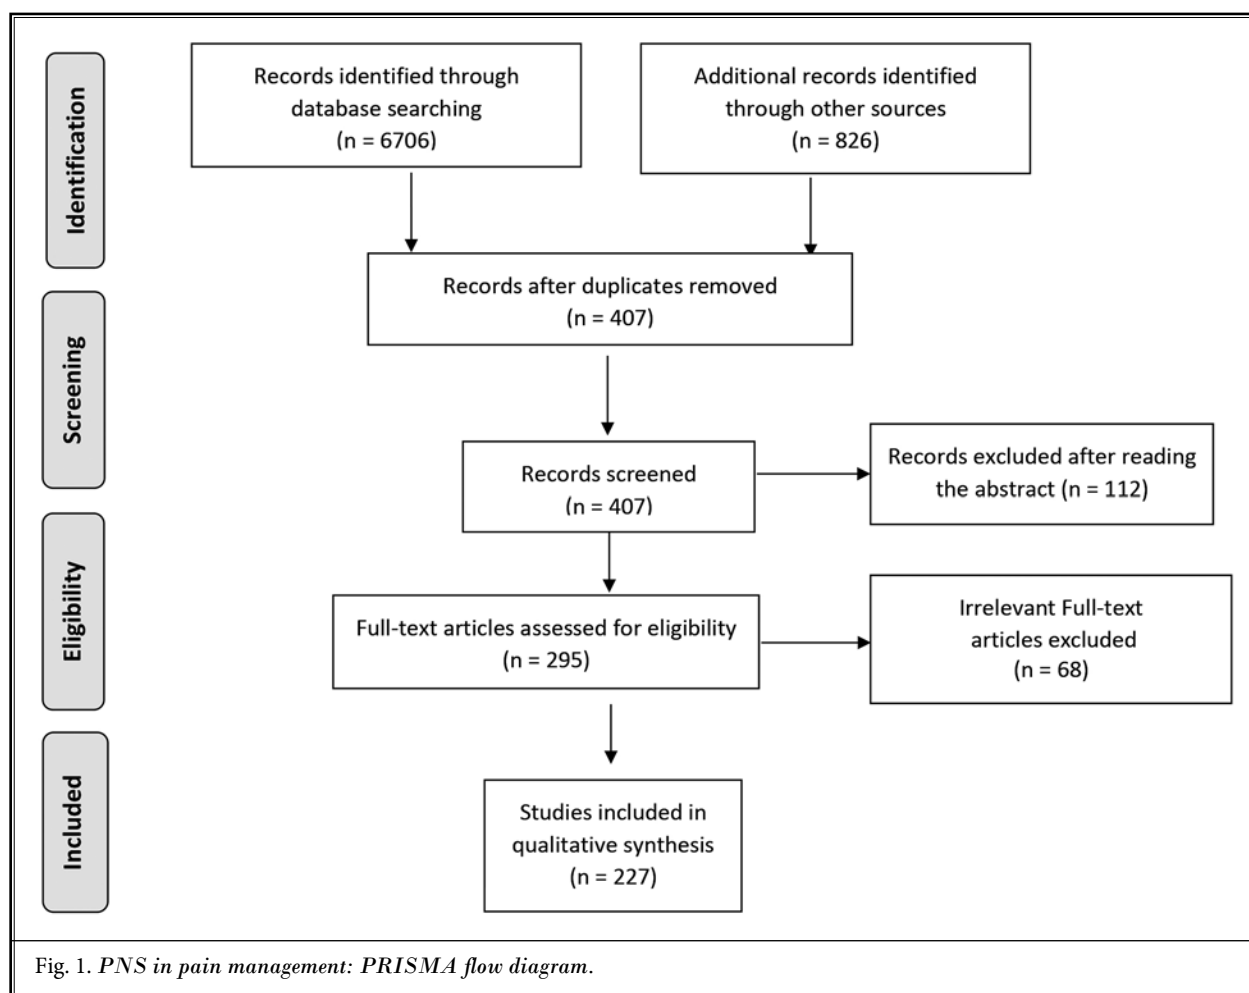 Identification
Records identified through
database searching
(n = 6706)
Additional records identified
through other sources
(n = 826)
Records after duplicates removed
(n = 407)
Screening
Records screened
(n = 407)
Records excluded after reading
the abstract (n = 112)
Eligibility
Full-text articles assessed for eligibility
(n = 295)
Irrelevant Full-text
articles excluded
(n = 68)
Included
Studies included in
qualitative synthesis
(n = 227)
Fig. 1. PNS in pain management: PRISMA flow diagram.